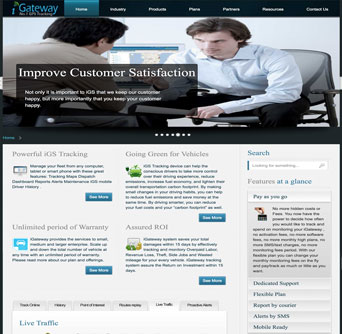 iGateway
No.1 GPS Tracking
Home Industry Products Plans Partners Resources Contact Us
Improve Customer Satisfaction
Not only it is important to iGS that we keep our customer
happy, but more importantly that you keep your customer
happy.
Home >
Powerful iGS Tracking
Manage your fleet from any computer,
tablet or smart phone with these great
features: Tracking Maps Dispatch
Dashboard Reports Alerts Maintenance iGS mobile
Driver History
See More
Going Green for Vehicles
iGS Tracking device can help the
conscious drivers to take more control
over their driving experience, reduce
emissions, increase fuel economy, and tighten their
overall transportation carbon footprint. By making
small changes in your driving habits, you can help
to reduce fuel emissions and save money at the
same time. By driving smarter, you can reduce
your fuel costs and your "carbon footprint" as well.
See More
Unlimited period of Warranty
Gateway provides the services to small,
medium and larger enterprises. Scale up
and down the total number of vehicle at
any time with an unlimited period of warranty.
Please read more about our plan and offerings.
See More
Assured ROI
iGateway system saves your total
damaged within 15 days by effectively
tracking and memory Overspeed Labor,
Revenue Loss, Theft, Side Jobs and Wasted
mileage for your every vehicle. iGateway tracking
system assure the Return on Investment within 15
days.
See More
Search
Looking for something...
Features at a glance
Pay as you go
No more hidden costs or
Fees: You now have the
power to decide how often
you would like to track and
spend on monitoring your iGateway.
no activation fees, no more software
fees, no more monthly high plans, no
more SMS/text charges, no more
monitoring fees period. With our
flexible plan you can change your
monthly monitoring fees on the fly
and pay/track as much or little as you
want.
Dedicated Support
Flexible Plan
Report by courier
Alerts by SMS
Mobile Ready
Track Online History Point of Interest Routes replay Live Traffic Proactive Alerts
Live Traffic